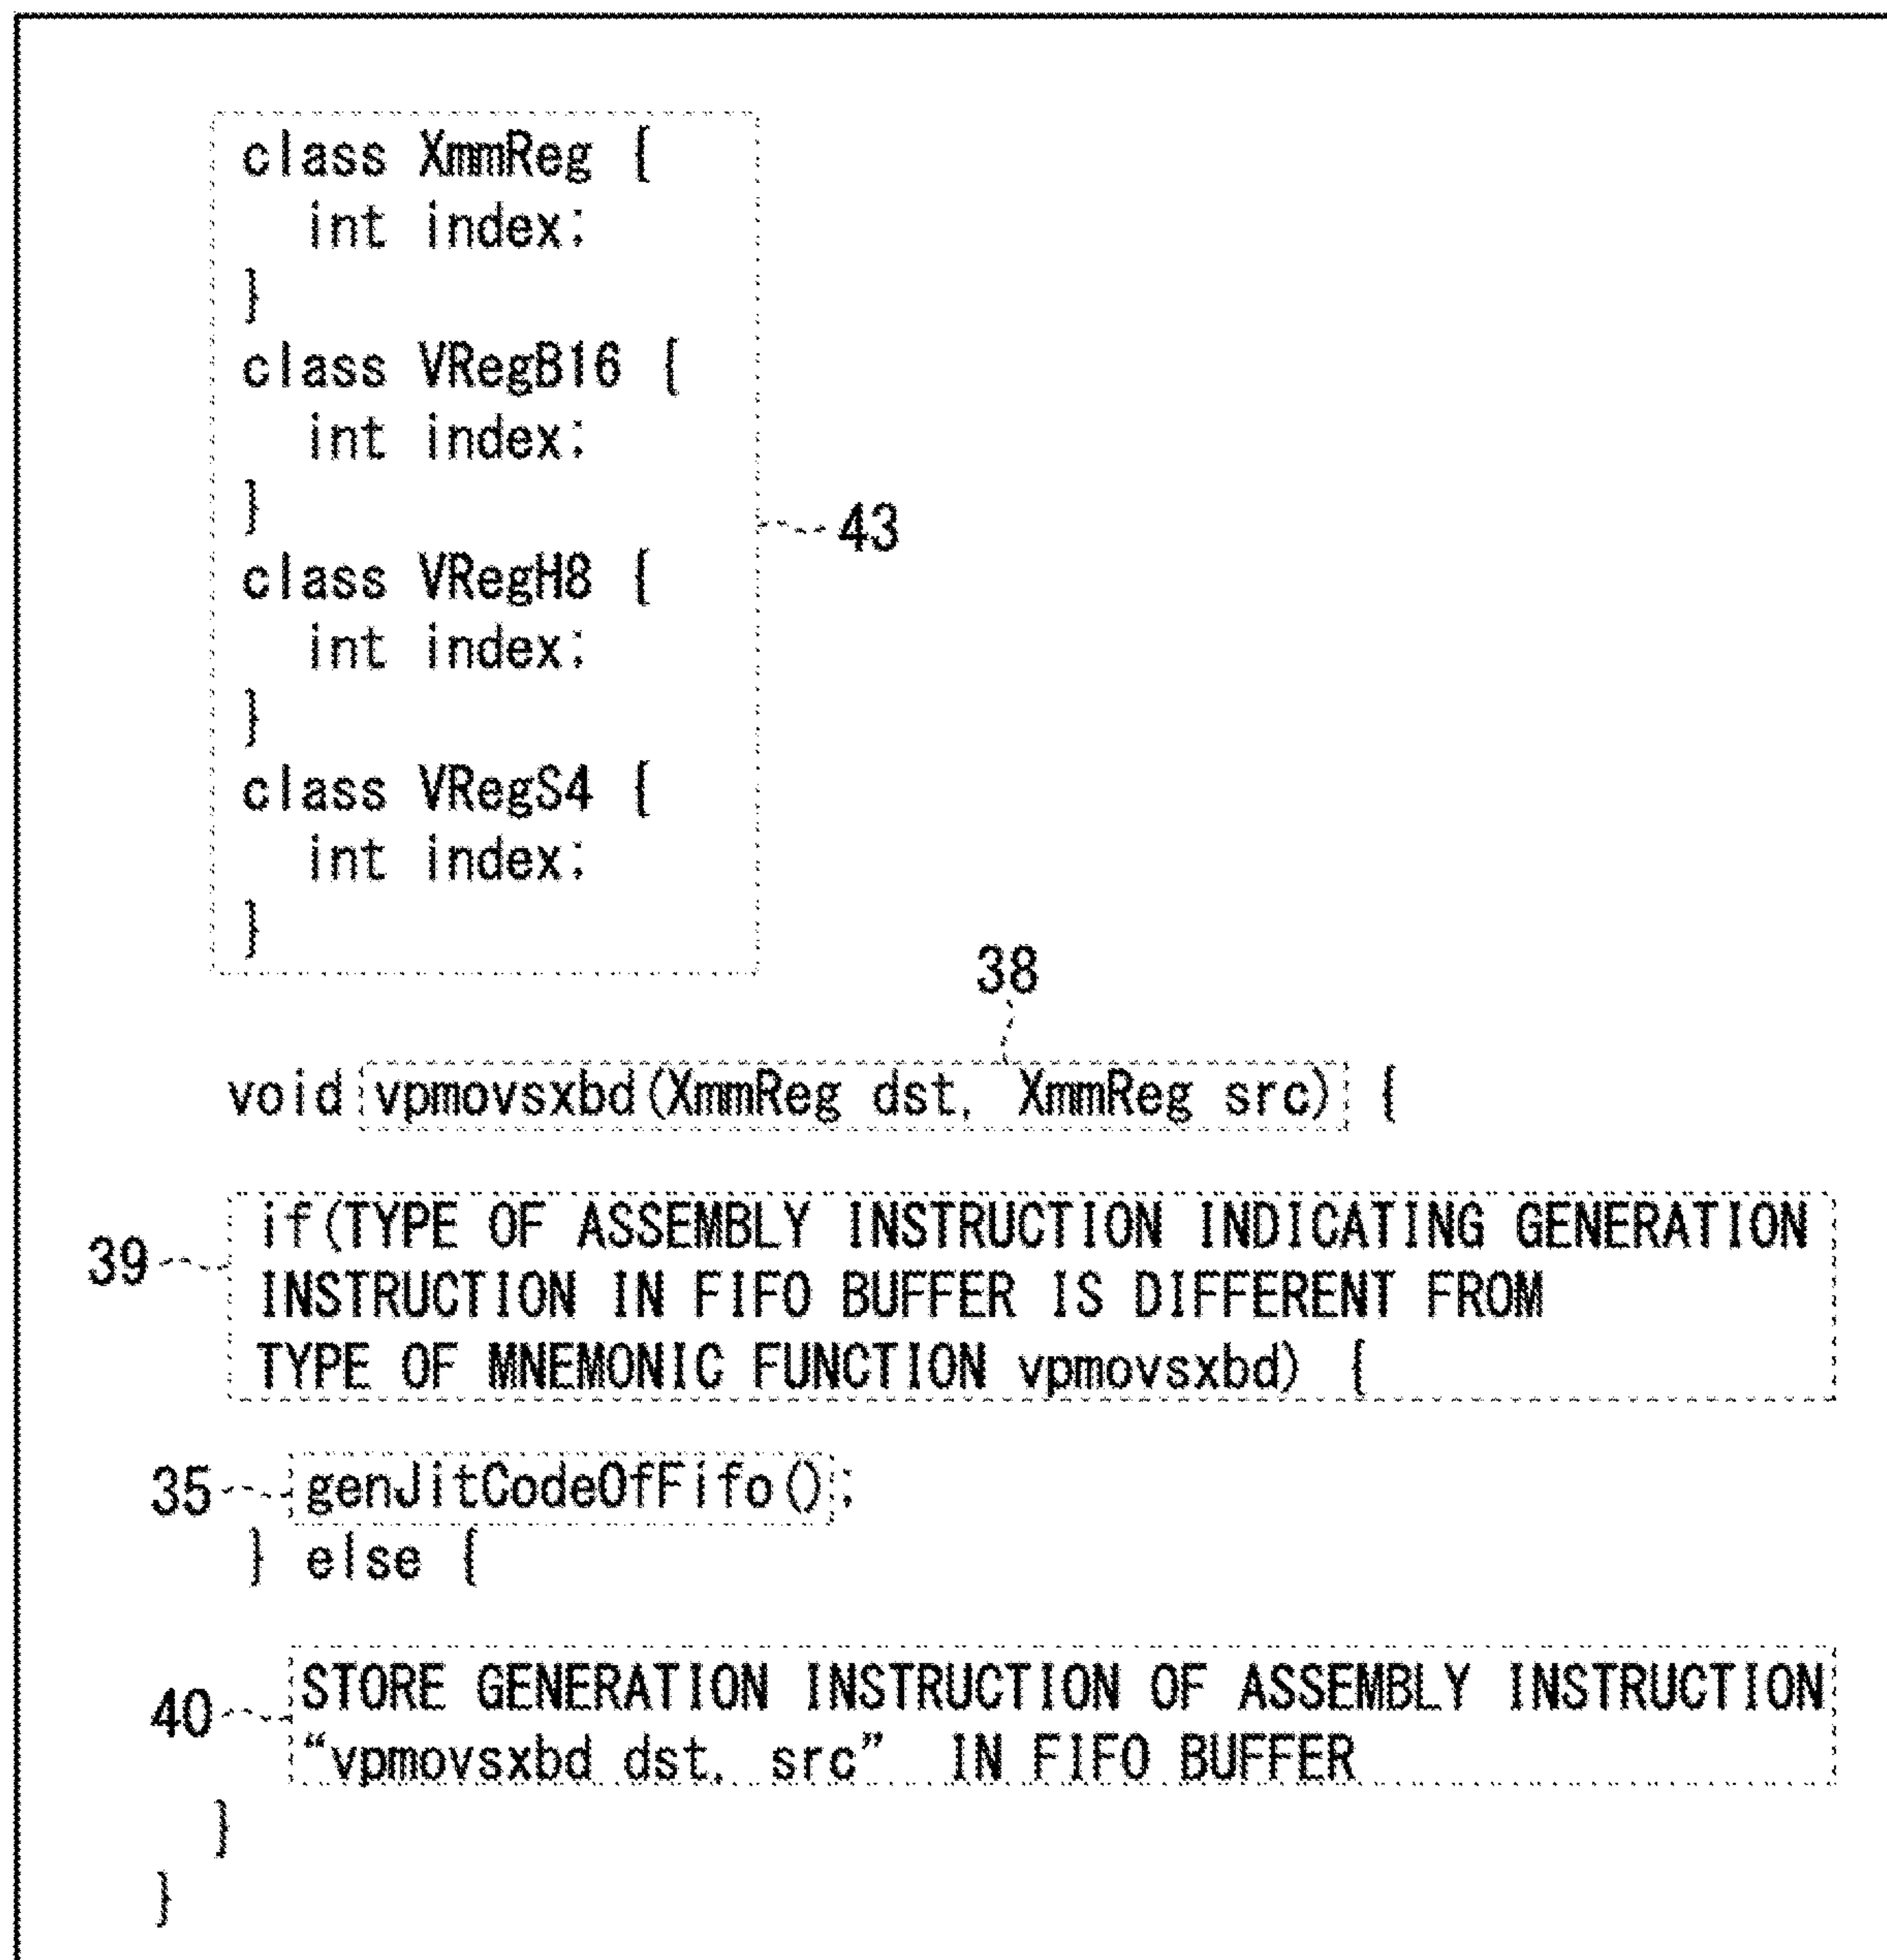 class XmmReg {
int index;
}
class VRegB16 {
int index;
}
43
class VRegH8 {
int index;
}
class VRegS4 {
int index;
}
38
void vpmovsxbd(XmmReg dst, XmmReg src) {
39 if(TYPE OF ASSEMBLY INSTRUCTION INDICATING GENERATION
INSTRUCTION IN FIFO BUFFER IS DIFFERENT FROM
TYPE OF MNEMONIC FUNCTION vpmovsxbd) {
35 genJitCodeOfFifo();
} else {
40 STORE GENERATION INSTRUCTION OF ASSEMBLY INSTRUCTION
“vpmovsxbd dst, src” IN FIFO BUFFER
}
}